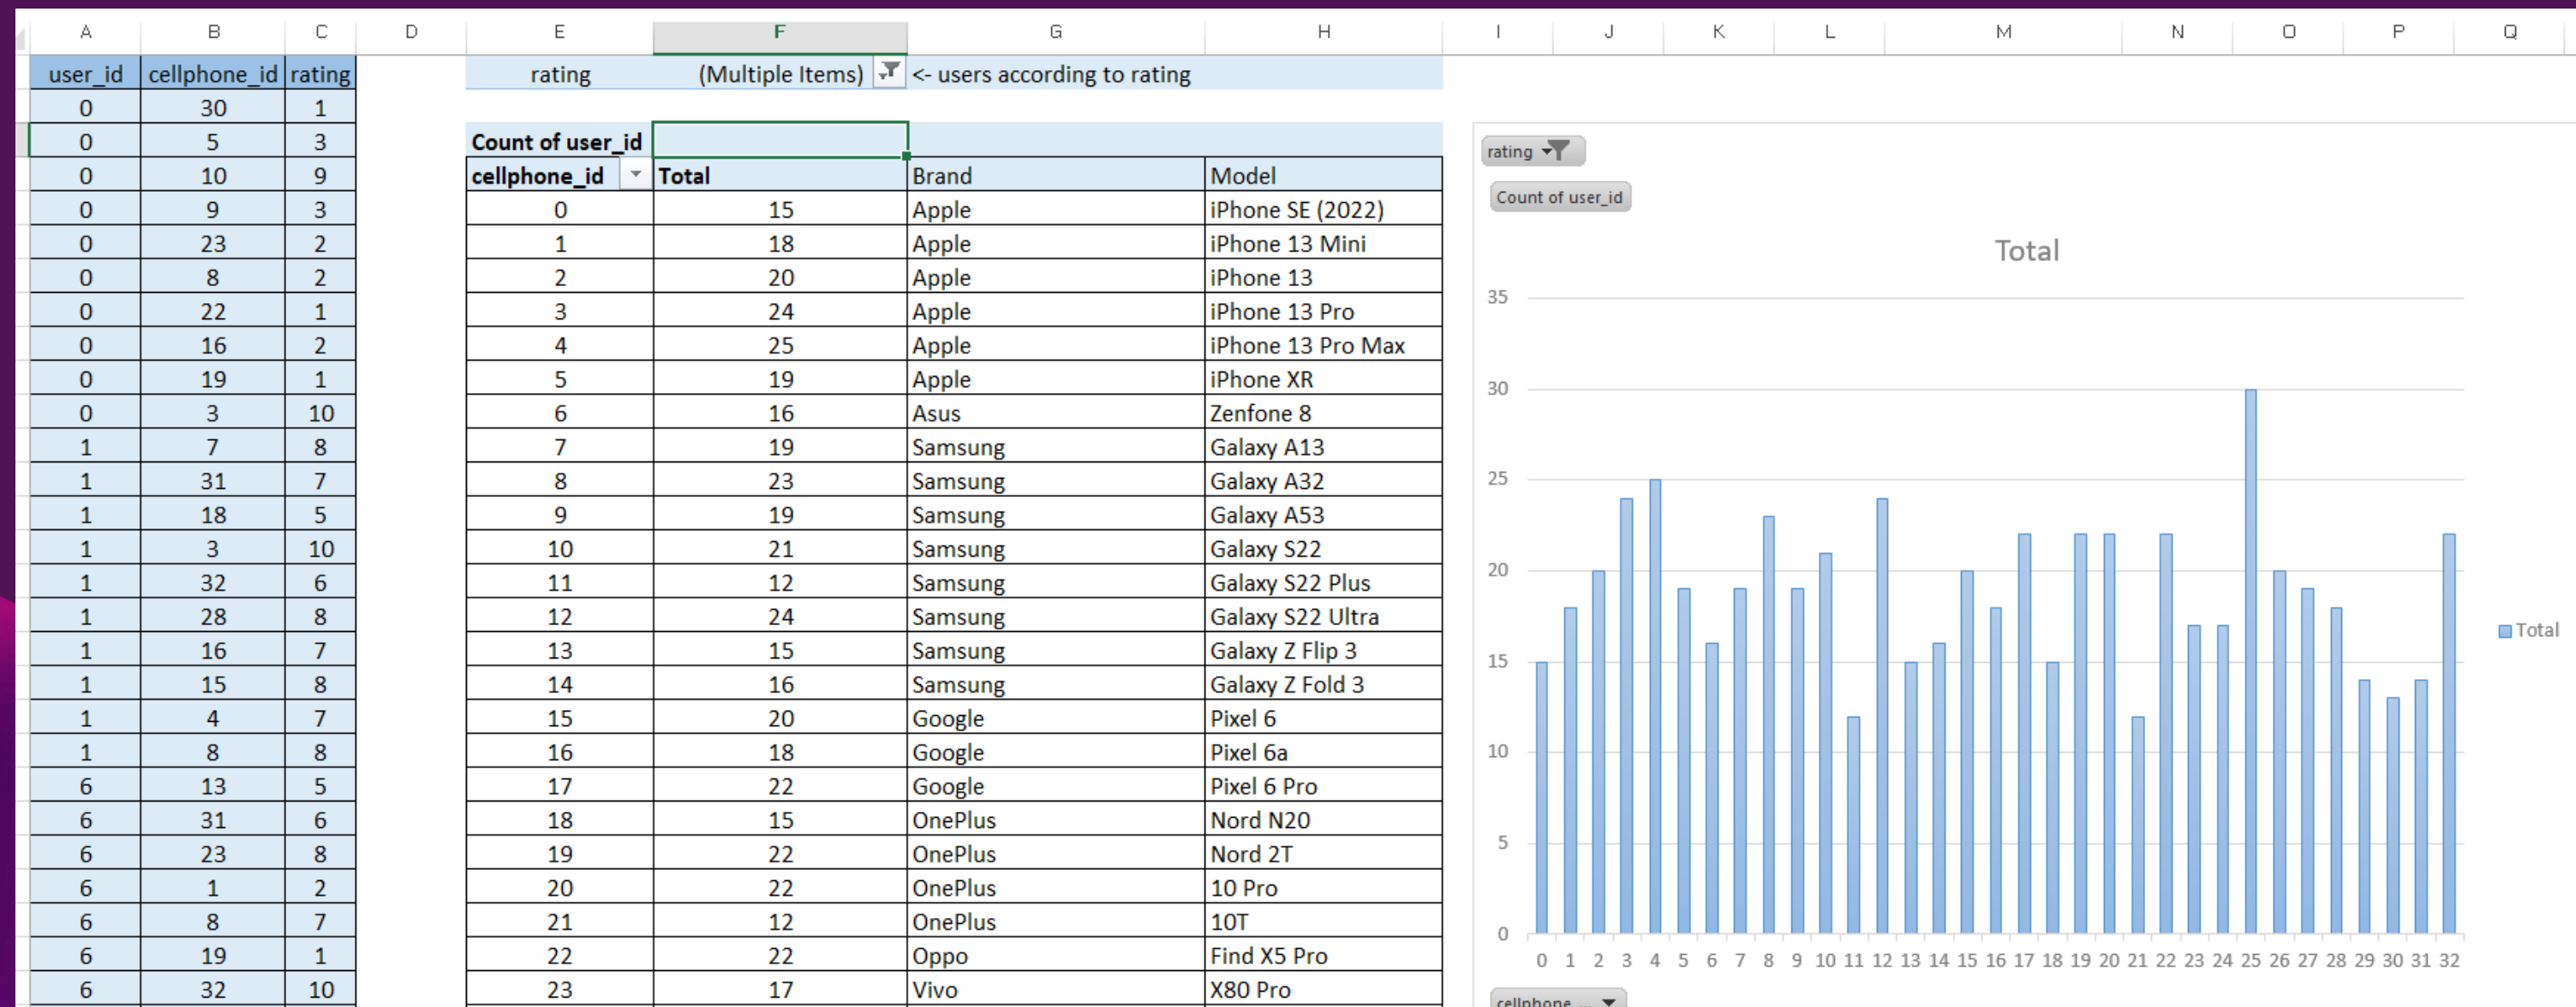 A B C D E F G H I J K L M N O P Q
user_id cellphone_id rating rating (Multiple Items) <- users according to rating
0 30 1
0 5 3 Count of user_id
0 10 9 cellphone_id Total Brand Model
0 9 3 0 15 Apple iPhone SE (2022)
0 23 2 1 18 Apple iPhone 13 Mini
0 8 2 2 20 Apple iPhone 13
0 22 1 3 24 Apple iPhone 13 Pro
0 16 2 4 25 Apple iPhone 13 Pro Max
0 19 1 5 19 Apple iPhone XR
0 3 10 6 16 Asus Zenfone 8
1 7 8 7 19 Samsung Galaxy A13
1 31 7 8 23 Samsung Galaxy A32
1 18 5 9 19 Samsung Galaxy A53
1 3 10 10 21 Samsung Galaxy S22
1 32 6 11 12 Samsung Galaxy S22 Plus
1 28 8 12 24 Samsung Galaxy S22 Ultra
1 16 7 13 15 Samsung Galaxy Z Flip 3
1 15 8 14 16 Samsung Galaxy Z Fold 3
1 4 7 15 20 Google Pixel 6
1 8 8 16 18 Google Pixel 6a
6 13 5 17 22 Google Pixel 6 Pro
6 31 6 18 15 OnePlus Nord N20
6 23 8 19 22 OnePlus Nord 2T
6 1 2 20 22 OnePlus 10 Pro
6 8 7 21 12 OnePlus 10T
6 19 1 22 22 Oppo Find X5 Pro
6 32 10 23 17 Vivo X80 Pro
rating
Count of user_id
Total
35
30
25
20
15
10
5
0
0 1 2 3 4 5 6 7 8 9 10 11 12 13 14 15 16 17 18 19 20 21 22 23 24 25 26 27 28 29 30 31 32
Total
cellphone ...